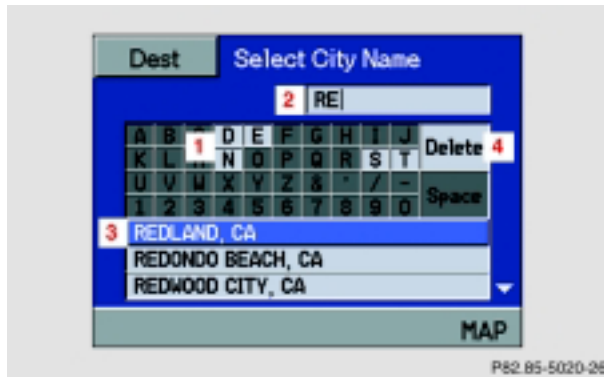 Dest Select City Name
2 RE
A B D E F G H I J
1 Delete 4
K L N O P Q R S T
U V W X Y Z & ' / -
Space
1 2 3 4 5 6 7 8 9 0
3 REDLAND, CA
REDONDO BEACH, CA
REDWOOD CITY, CA
MAP
P82.85-5020-26